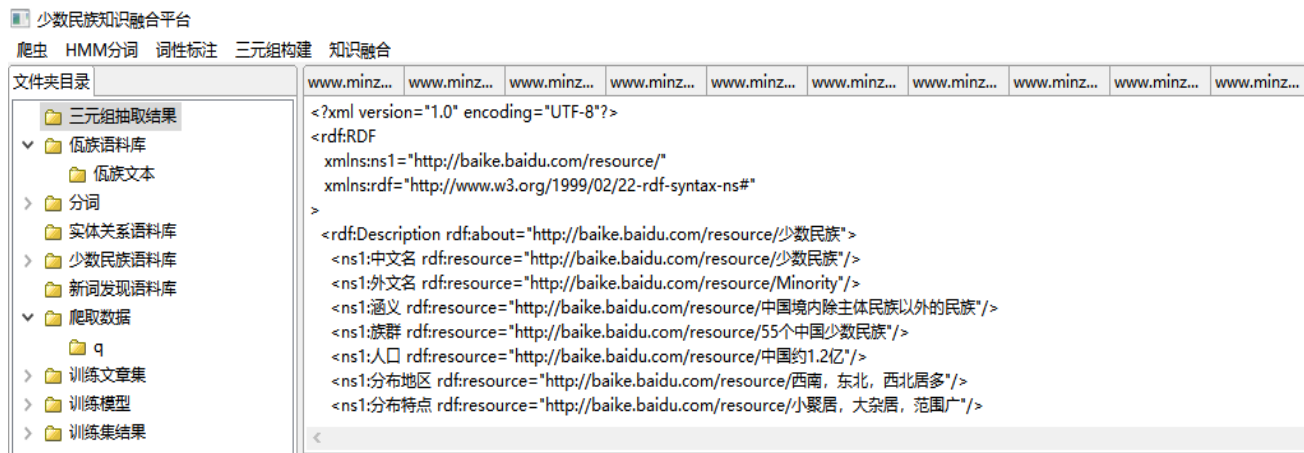 少数民族知识融合平台
爬虫 HMM分词 词性标注 三元组构建 知识融合
文件夹目录
三元组抽取结果
佤族语料库
佤族文本
分词
实体关系语料库
少数民族语料库
新词发现语料库
爬取数据
q
训练文章集
训练模型
训练集结果
www.minz... www.minz... www.minz... www.minz... www.minz... www.minz... www.minz... www.minz... www.minz... www.minz...
<?xml version="1.0" encoding="UTF-8"?>
<rdf:RDF
xmlns:ns1="http://baike.baidu.com/resource/"
xmlns:rdf="http://www.w3.org/1999/02/22-rdf-syntax-ns#"
>
<rdf:Description rdf:about="http://baike.baidu.com/resource/少数民族">
<ns1:中文名 rdf:resource="http://baike.baidu.com/resource/少数民族"/>
<ns1:外文名 rdf:resource="http://baike.baidu.com/resource/Minority"/>
<ns1:涵义 rdf:resource="http://baike.baidu.com/resource/中国境内除主体民族以外的民族"/>
<ns1:族群 rdf:resource="http://baike.baidu.com/resource/55个中国少数民族"/>
<ns1:人口 rdf:resource="http://baike.baidu.com/resource/中国约1.2亿"/>
<ns1:分布地区 rdf:resource="http://baike.baidu.com/resource/西南，东北，西北居多"/>
<ns1:分布特点 rdf:resource="http://baike.baidu.com/resource/小聚居，大杂居，范围广"/>